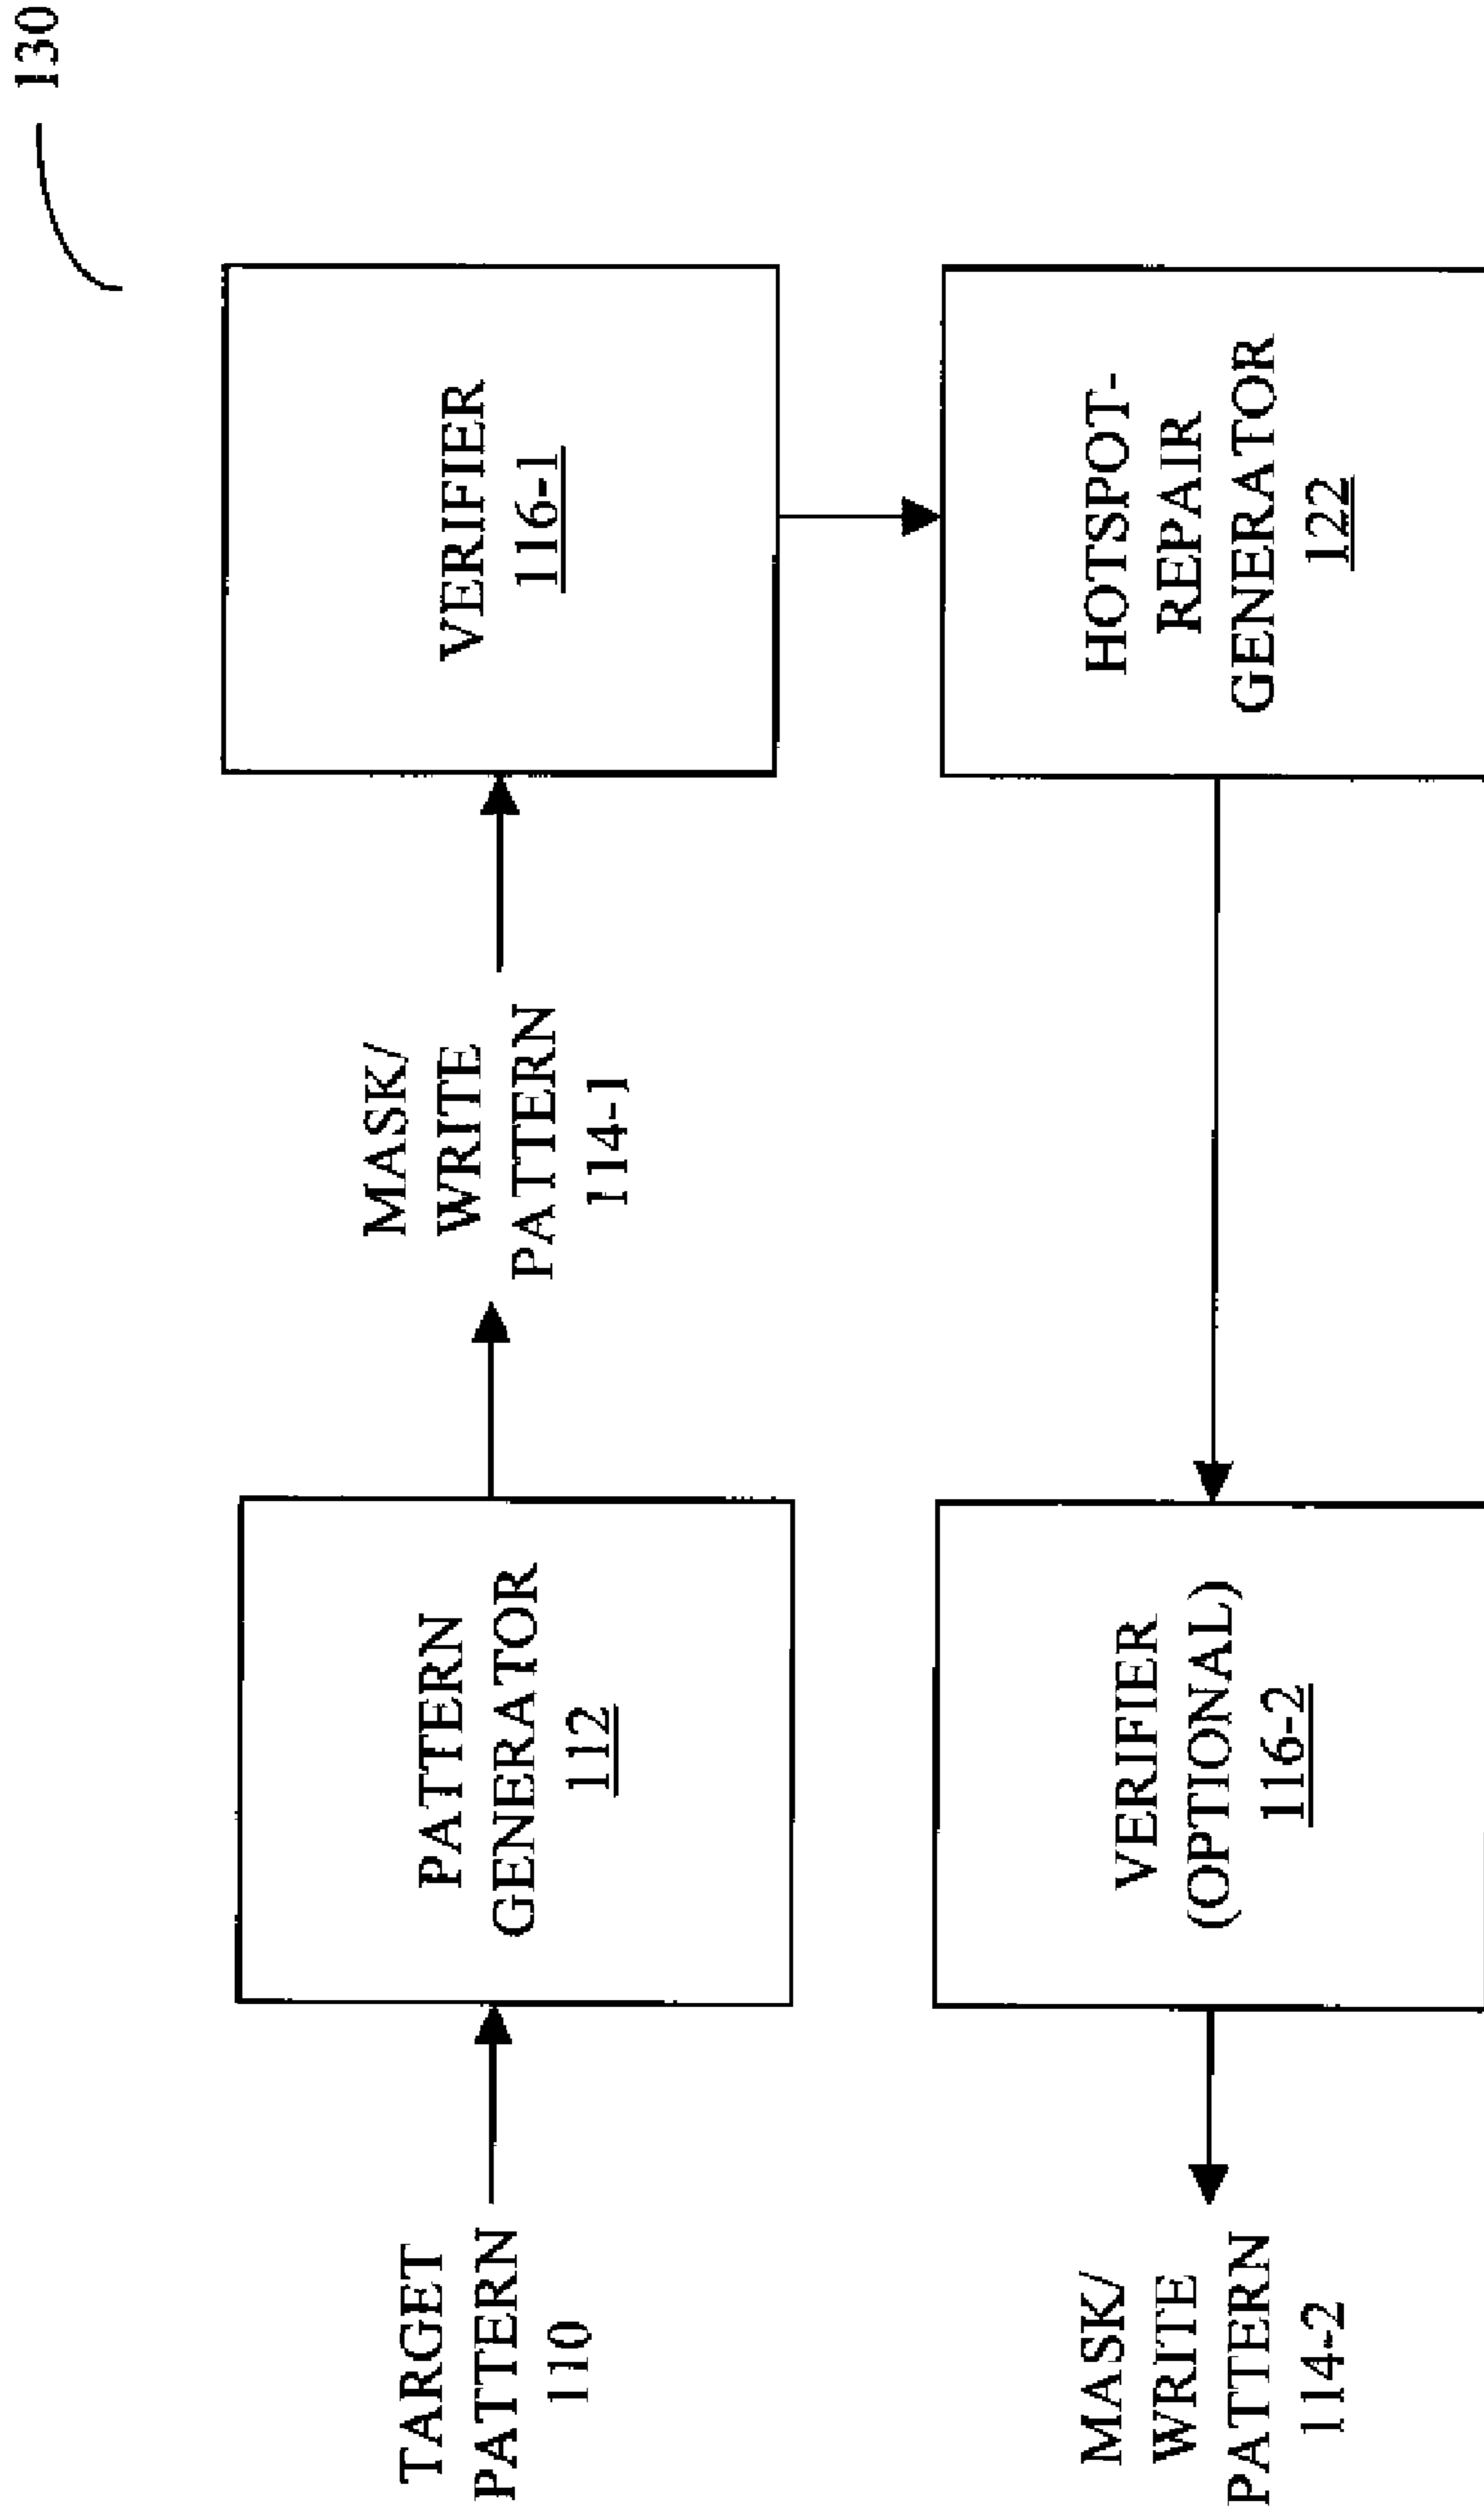 130
TARGET
PATTERN
110
PATTERN
GENERATOR
112
MASK/
WRITE
PATTERN
114-1
VERIFIER
116-1
MASK/
WRITE
PATTERN
114-2
VERIFIER
(OPTIONAL)
116-2
HOTSPOT-
REPAIR
GENERATOR
122